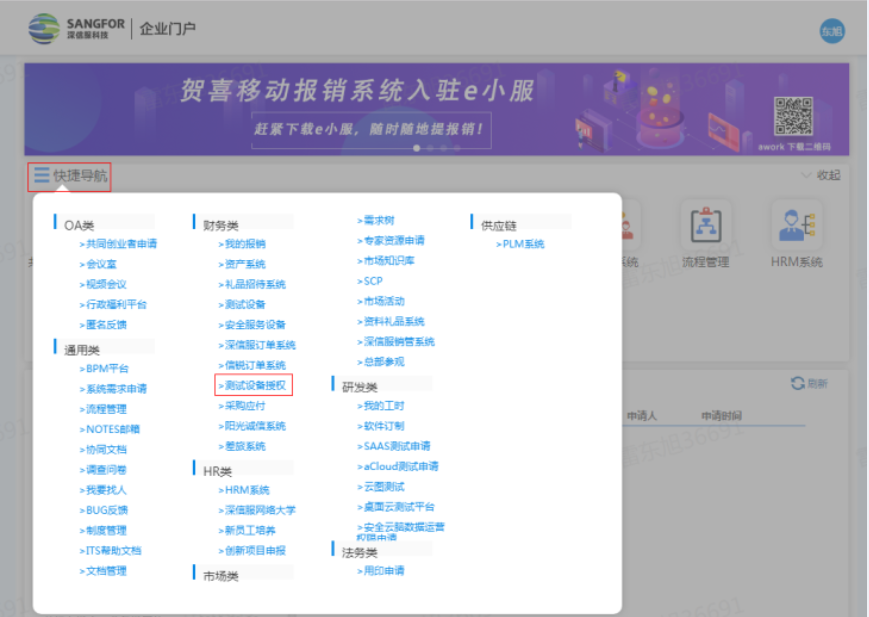 SANGFOR
深信服科技
企业门户
东旭
贺喜移动报销系统入驻e小服
赶紧下载e小服，随时随地提报销！
awork 下载二维码
快捷导航
收起
OA类
>共同创业者申请
>会议室
>视频会议
>行政福利平台
>匿名反馈
通用类
>BPM平台
>系统需求申请
>流程管理
>NOTES邮箱
>协同文档
>调查问卷
>我要找人
>BUG反馈
>制度管理
>ITS帮助文档
>文档管理
财务类
>我的报销
>资产系统
>礼品招待系统
>测试设备
>安全服务设备
>深信服订单系统
>信锐订单系统
>测试设备授权
>采购应付
>阳光诚信系统
>差旅系统
HR类
>HRM系统
>深信服网络大学
>新员工培养
>创新项目申报
市场类
>需求树
>专家资源申请
>市场知识库
>SCP
>市场活动
>资料礼品系统
>深信服销管系统
>总部参观
研发类
>我的工时
>软件订制
>SAAS测试申请
>aCloud测试申请
>云图测试
>桌面云测试平台
>安全云脑数据运营
权限申请
法务类
>用印申请
供应链
>PLM系统
系统
流程管理
HRM系统
刷新
申请人
申请时间